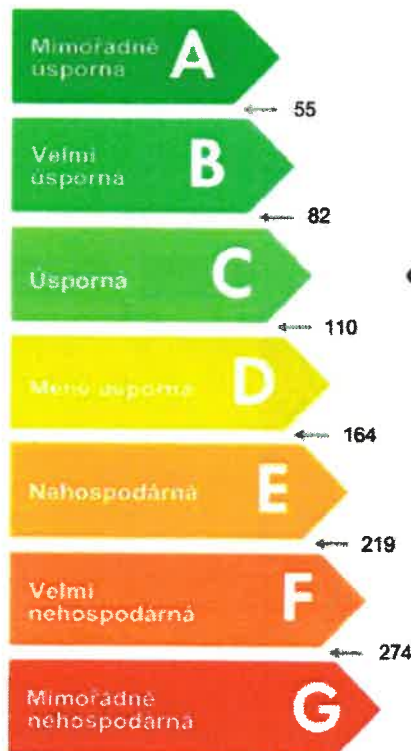 Mimořádně
úsporná
A
55
Velmi
úsporná
B
82
Úsporná
C
110
Méně úsporná
D
164
Nehospodárná
E
219
Velmi
nehospodárná
F
274
Mimořádně
nehospodárná
G